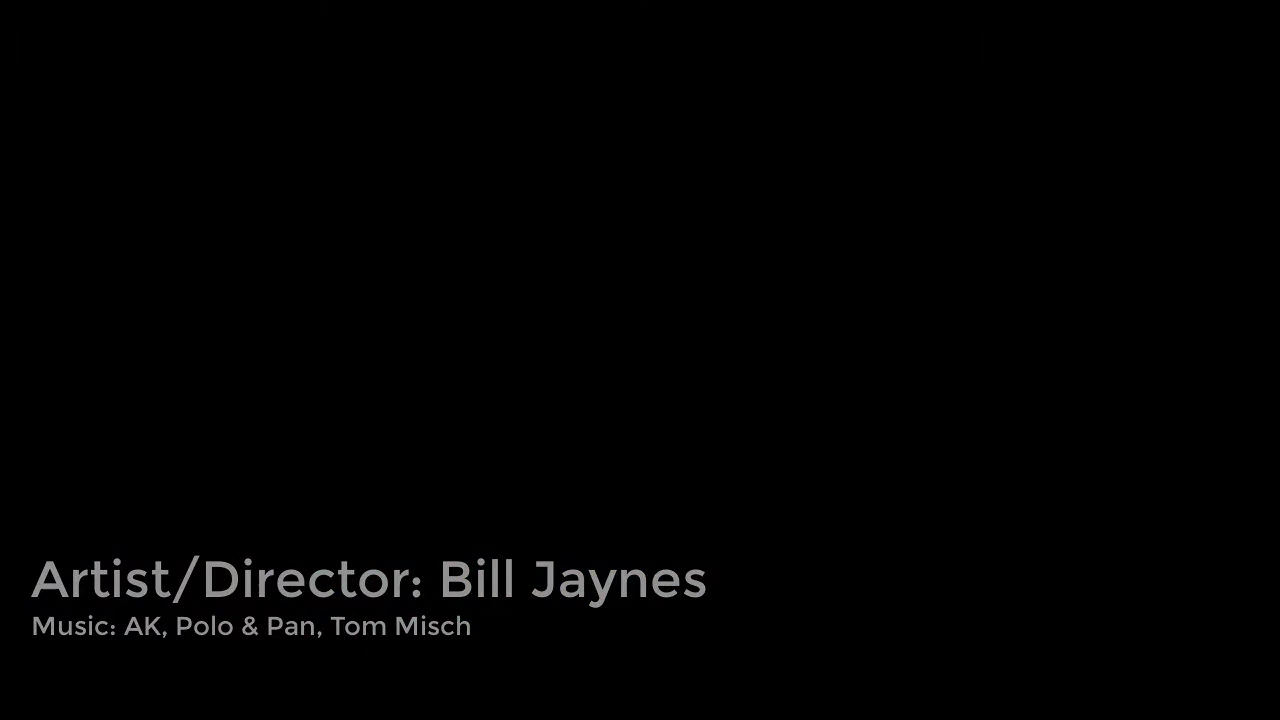 Artist/Director: Bill Jaynes
Music: AK, Polo & Pan, Tom Misch